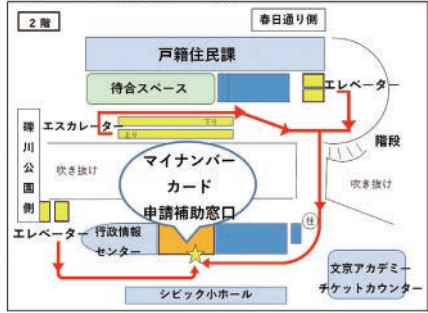 2階
春日通り側
戸籍住民課
待合スペース
エレベーター
エスカレーター
下り
上り
階段
礫川公園側
吹き抜け
マイナンバー
カード
申請補助窓口
吹き抜け
エレベーター
行政情報
センター
住
文京アカデミー
チケットカウンター
シビック小ホール